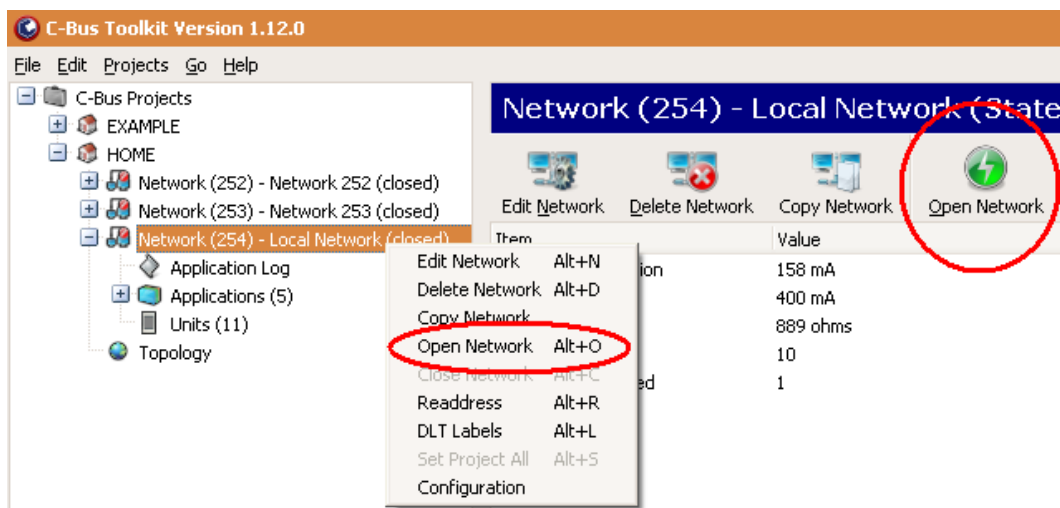 C-Bus Toolkit Version 1.12.0
File Edit Projects Go Help
C-Bus Projects
EXAMPLE
HOME
Network (252) - Network 252 (closed)
Network (253) - Network 253 (closed)
Network (254) - Local Network (closed)
Application Log
Applications (5)
Units (11)
Topology
Network (254) - Local Network (State
Edit Network Delete Network Copy Network Open Network
Item Value
ion 158 mA
400 mA
889 ohms
10
ed 1
Edit Network Alt+N
Delete Network Alt+D
Copy Network
Open Network Alt+O
Close Network Alt+C
Readdress Alt+R
DLT Labels Alt+L
Set Project All Alt+S
Configuration